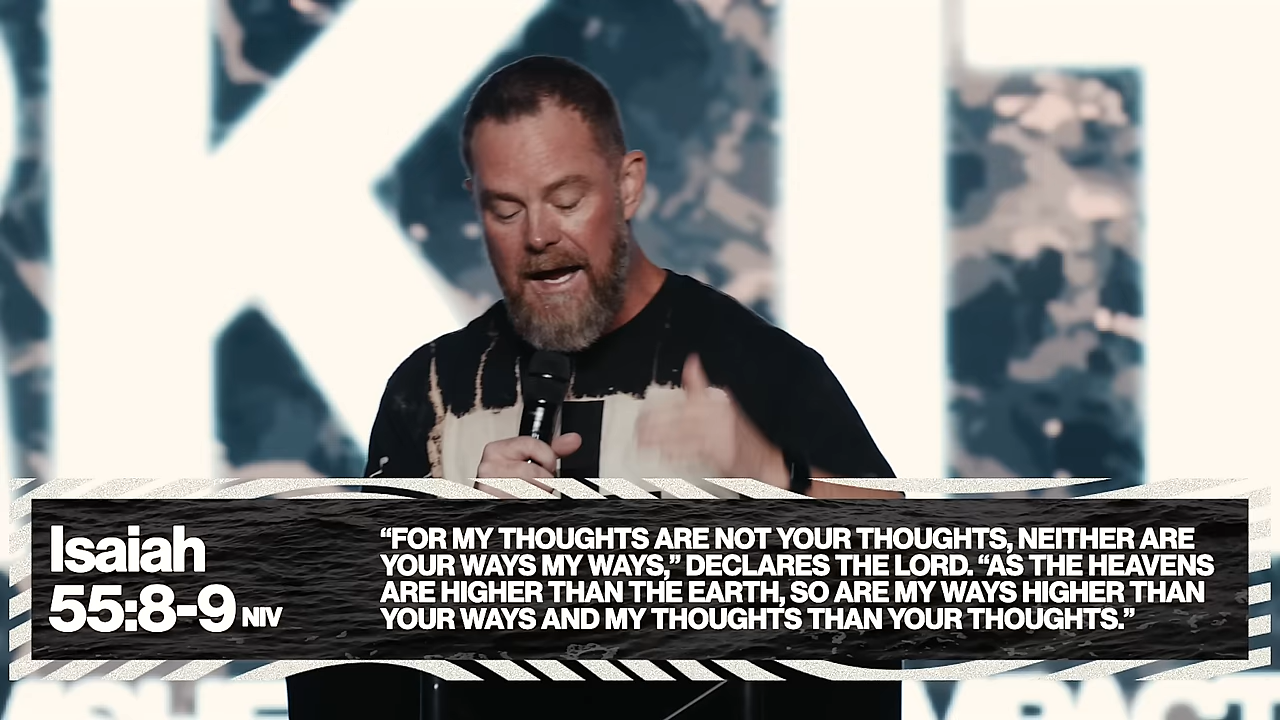 Isaiah
55:8-9 NIV
“FOR MY THOUGHTS ARE NOT YOUR THOUGHTS, NEITHER ARE
YOUR WAYS MY WAYS,” DECLARES THE LORD. “AS THE HEAVENS
ARE HIGHER THAN THE EARTH, SO ARE MY WAYS HIGHER THAN
YOUR WAYS AND MY THOUGHTS THAN YOUR THOUGHTS.”